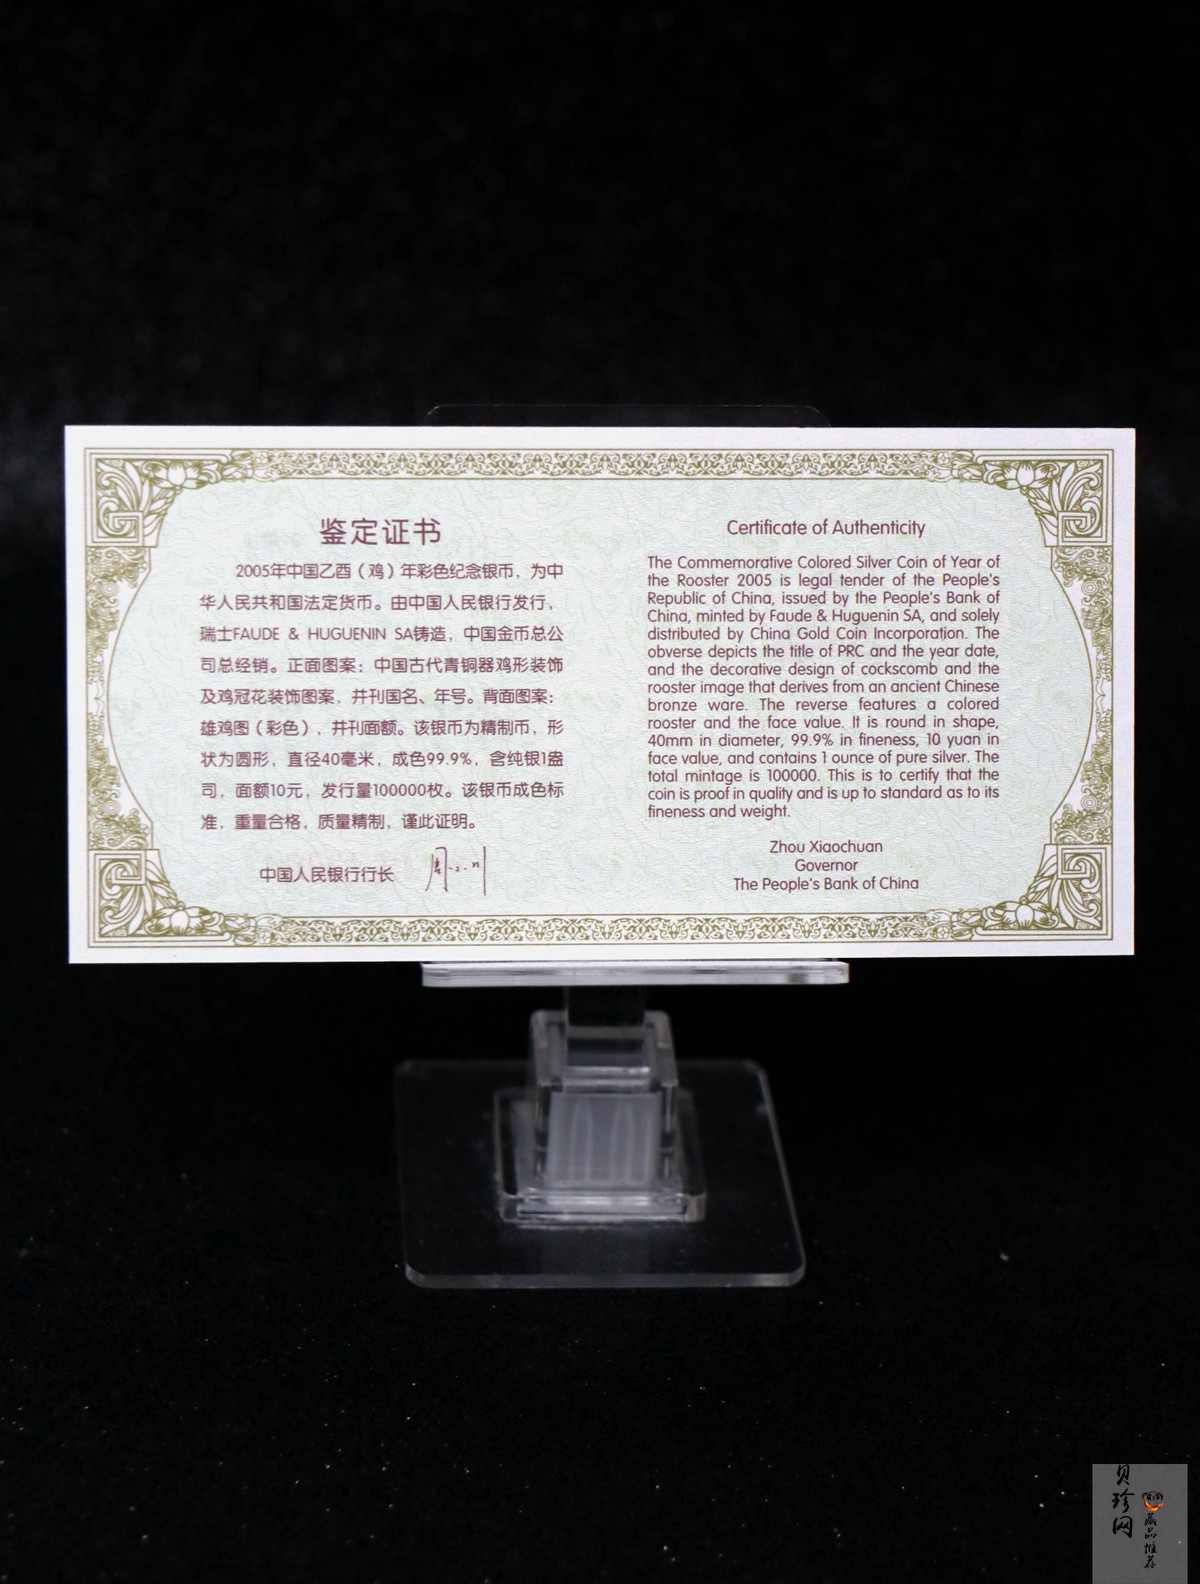 鉴定证书
2005年中国乙酉（鸡）年彩色纪念银币，为中
华人民共和国法定货币。由中国人民银行发行、
瑞士FAUDE & HUGUENIN SA铸造，中国金币总公
司总经销。正面图案：中国古代青铜器鸡形装饰
及鸡冠花装饰图案，并刊国名、年号。背面图案：
雄鸡图（彩色），并刊面额。该银币为精制币，形
状为圆形，直径40毫米，成色99.9%，含纯银1盎
司，面额10元，发行量100000枚。该银币成色标
准，重量合格，质量精制，谨此证明。
中国人民银行行长
Certificate of Authenticity
The Commemorative Colored Silver Coin of Year of
the Rooster 2005 is legal tender of the People's
Republic of China, issued by the People's Bank of
China, minted by Faude & Huguenin SA, and solely
distributed by China Gold Coin Incorporation. The
obverse depicts the title of PRC and the year date,
and the decorative design of cockscomb and the
rooster image that derives from an ancient Chinese
bronze ware. The reverse features a colored
rooster and the face value. It is round in shape,
40mm in diameter, 99.9% in fineness, 10 yuan in
face value, and contains 1 ounce of pure silver. The
total mintage is 100000. This is to certify that the
coin is proof in quality and is up to standard as to its
fineness and weight.
Zhou Xiaochuan
Governor
The People's Bank of China
贝珍网
藏品推荐